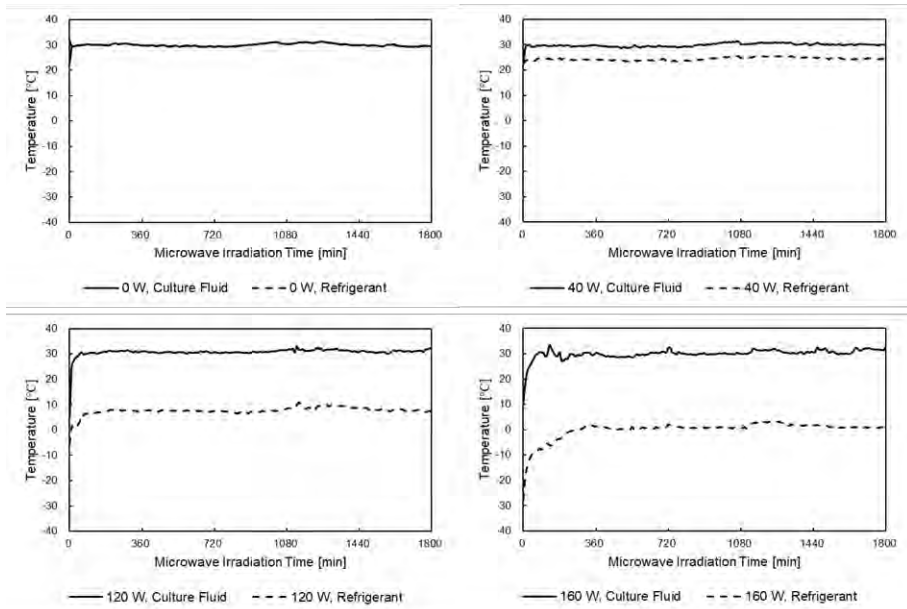 40
30
20
10
0
-10
-20
-30
-40
Temperature [°C]
0 360 720 1080 1440 1800
Microwave Irradiation Time [min]
0 W, Culture Fluid 0 W, Refrigerant
40
30
20
10
0
-10
-20
-30
-40
Temperature [°C]
0 360 720 1080 1440 1800
Microwave Irradiation Time [min]
40 W, Culture Fluid 40 W, Refrigerant
40
30
20
10
0
-10
-20
-30
-40
Temperature [°C]
0 360 720 1080 1440 1800
Microwave Irradiation Time [min]
120 W, Culture Fluid 120 W, Refrigerant
40
30
20
10
0
-10
-20
-30
-40
Temperature [°C]
0 360 720 1080 1440 1800
Microwave Irradiation Time [min]
160 W, Culture Fluid 160 W, Refrigerant